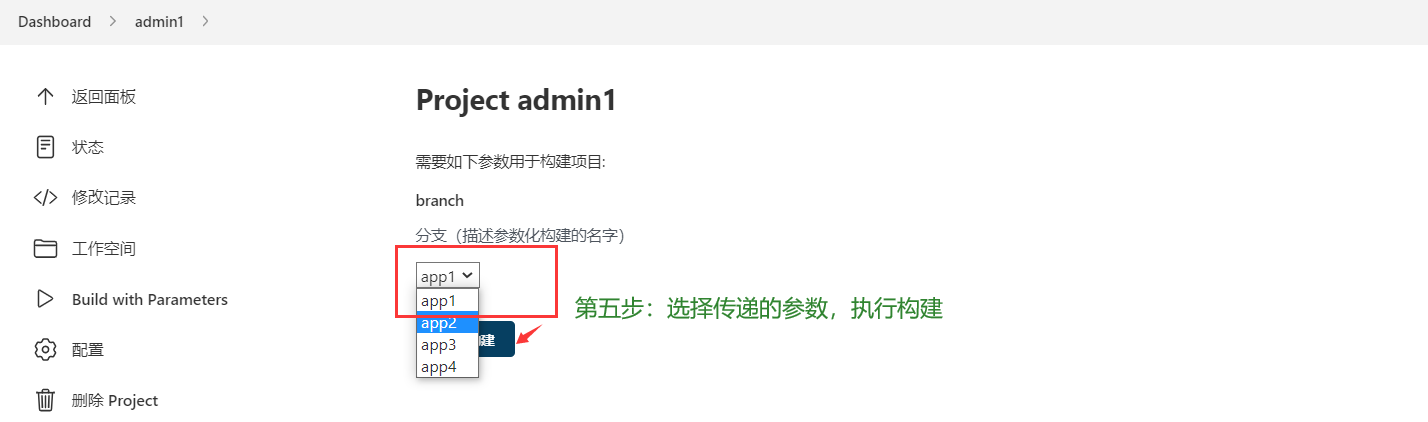 Dashboard > admin1 >
返回面板
状态
修改记录
工作空间
Build with Parameters
配置
删除 Project
Project admin1
需要如下参数用于构建项目:
branch
分支（描述参数化构建的名字）
app1
app1
app2
app3
app4
建
第五步：选择传递的参数，执行构建